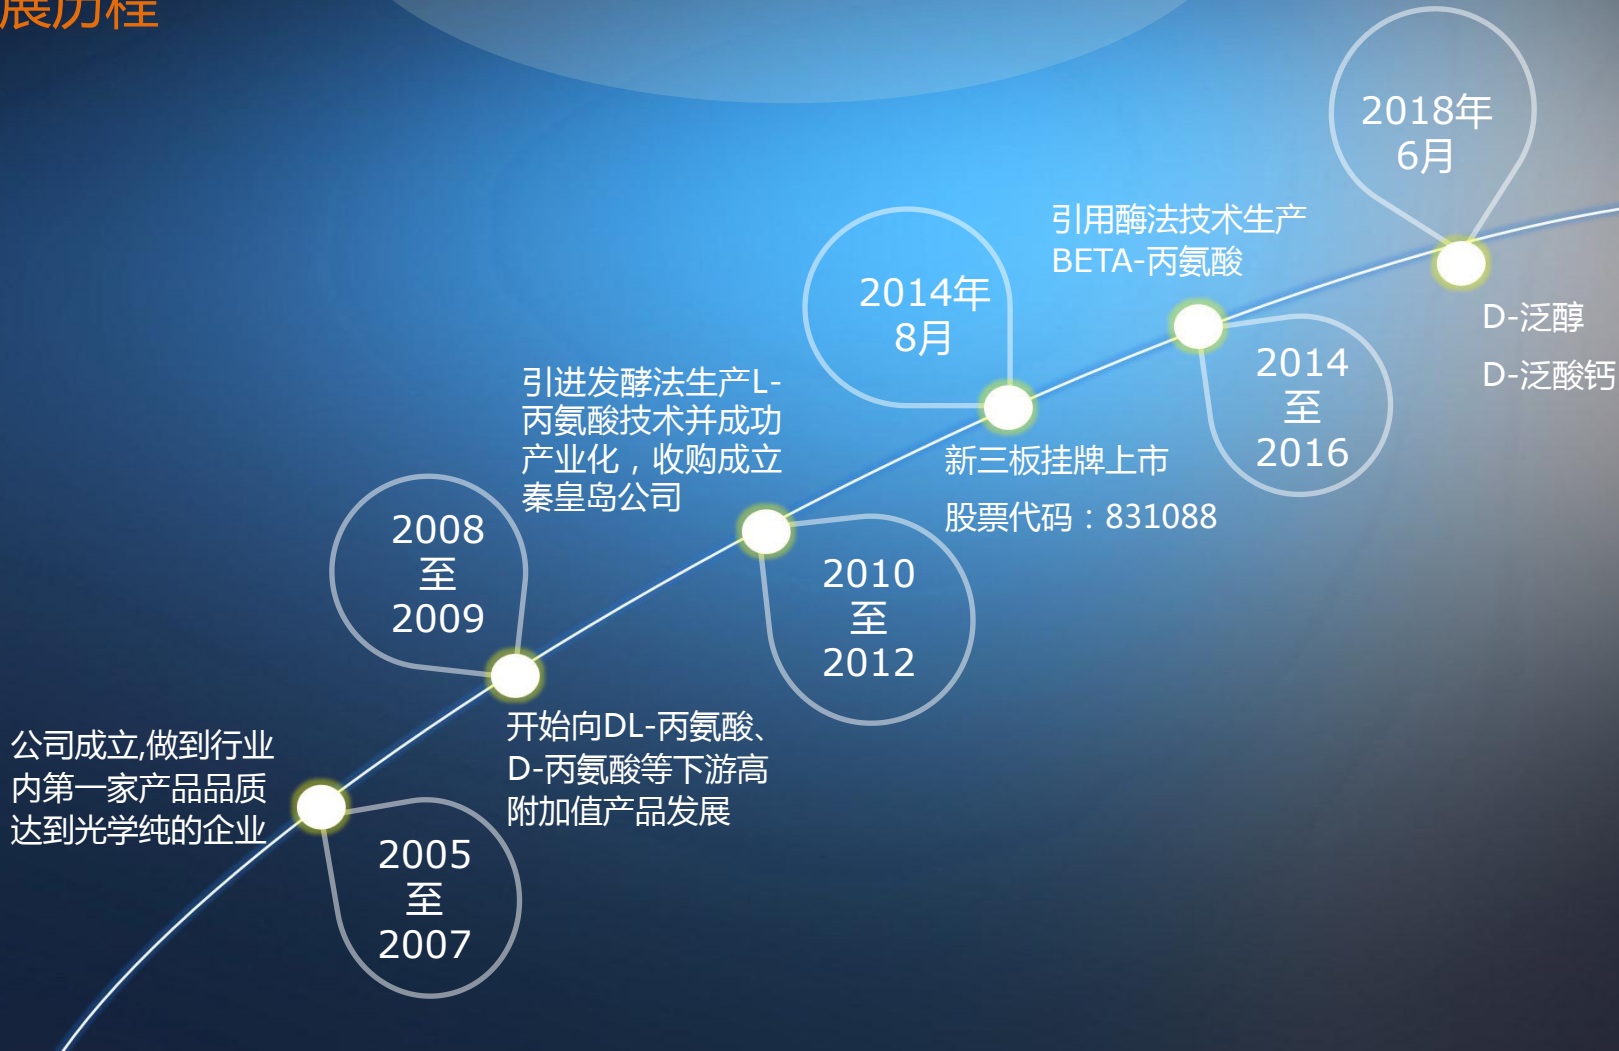 展历程
2018年
6月
引用酶法技术生产
BETA-丙氨酸
2014年
8月
D-泛醇
D-泛酸钙
2014
至
2016
引进发酵法生产L-
丙氨酸技术并成功
产业化，收购成立
秦皇岛公司
新三板挂牌上市
股票代码：831088
2008
至
2009
2010
至
2012
开始向DL-丙氨酸、
D-丙氨酸等下游高
附加值产品发展
公司成立,做到行业
内第一家产品品质
达到光学纯的企业
2005
至
2007